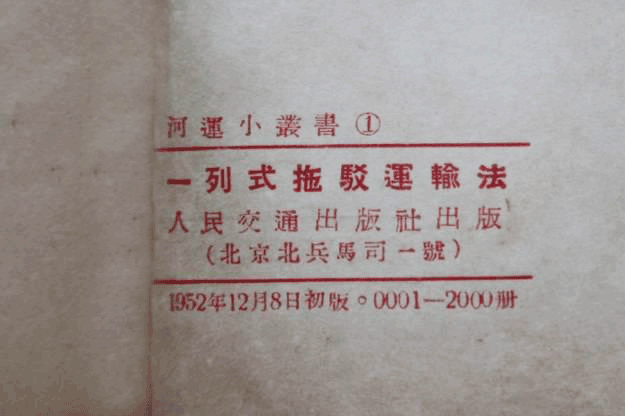 河運小叢書①
一列式拖駁運輸法
人民交通出版社出版
（北京北兵馬司一號）
1952年12月8日初版。0001—2000册